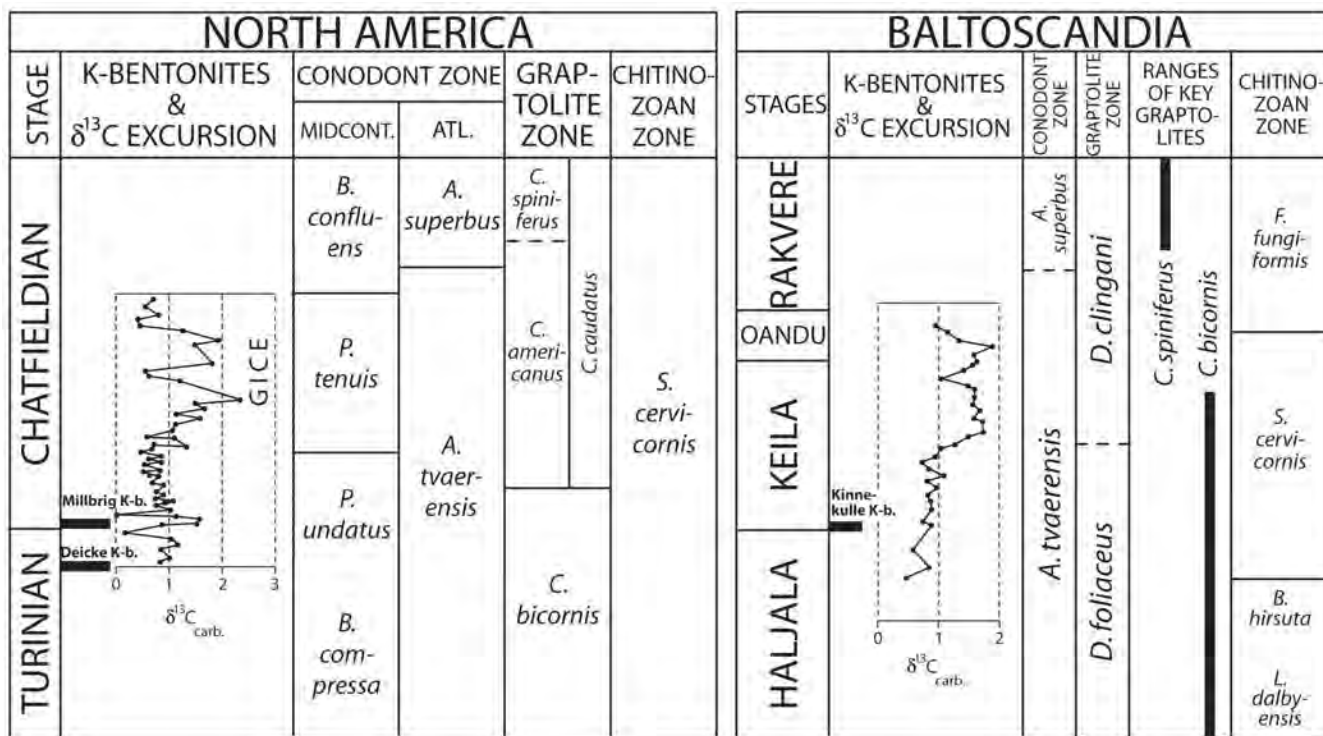 NORTH AMERICA
STAGE
K-BENTONITES
&
δ13C EXCURSION
CONODONT ZONE
MIDCONT.
ATL.
GRAP-
TOLITE
ZONE
CHITINO-
ZOAN
ZONE
CHATFIELDIAN
TURINIAN
Millbrig K-b.
Deicke K-b.
GICE
0 1 2 3
δ13Ccarb.
B.
conflu-
ens
P.
tenuis
P.
undatus
B.
com-
pressa
A.
superbus
A.
tvaer-
ensis
C.
spini-
ferus
C.
ameri-
canus
C.caudatus
C.
bicornis
S.
cervi-
cornis
BALTOSCANDIA
STAGES
K-BENTONITES
&
δ13C EXCURSION
CONODONT
ZONE
GRAPTOLITE
ZONE
RANGES
OF KEY
GRAPTO-
LITES
CHITINO-
ZOAN
ZONE
RAKVERE
OANDU
KEILA
HALJALA
Kinne-
kulle K-b.
0 1 2
δ13Ccarb.
A.
superbus
A. tvaerensis
D. clingani
D. foliaceus
C. spiniferus
C. bicornis
F.
fungi-
formis
S.
cervi-
cornis
B.
hirsuta
L.
dalby-
ensis